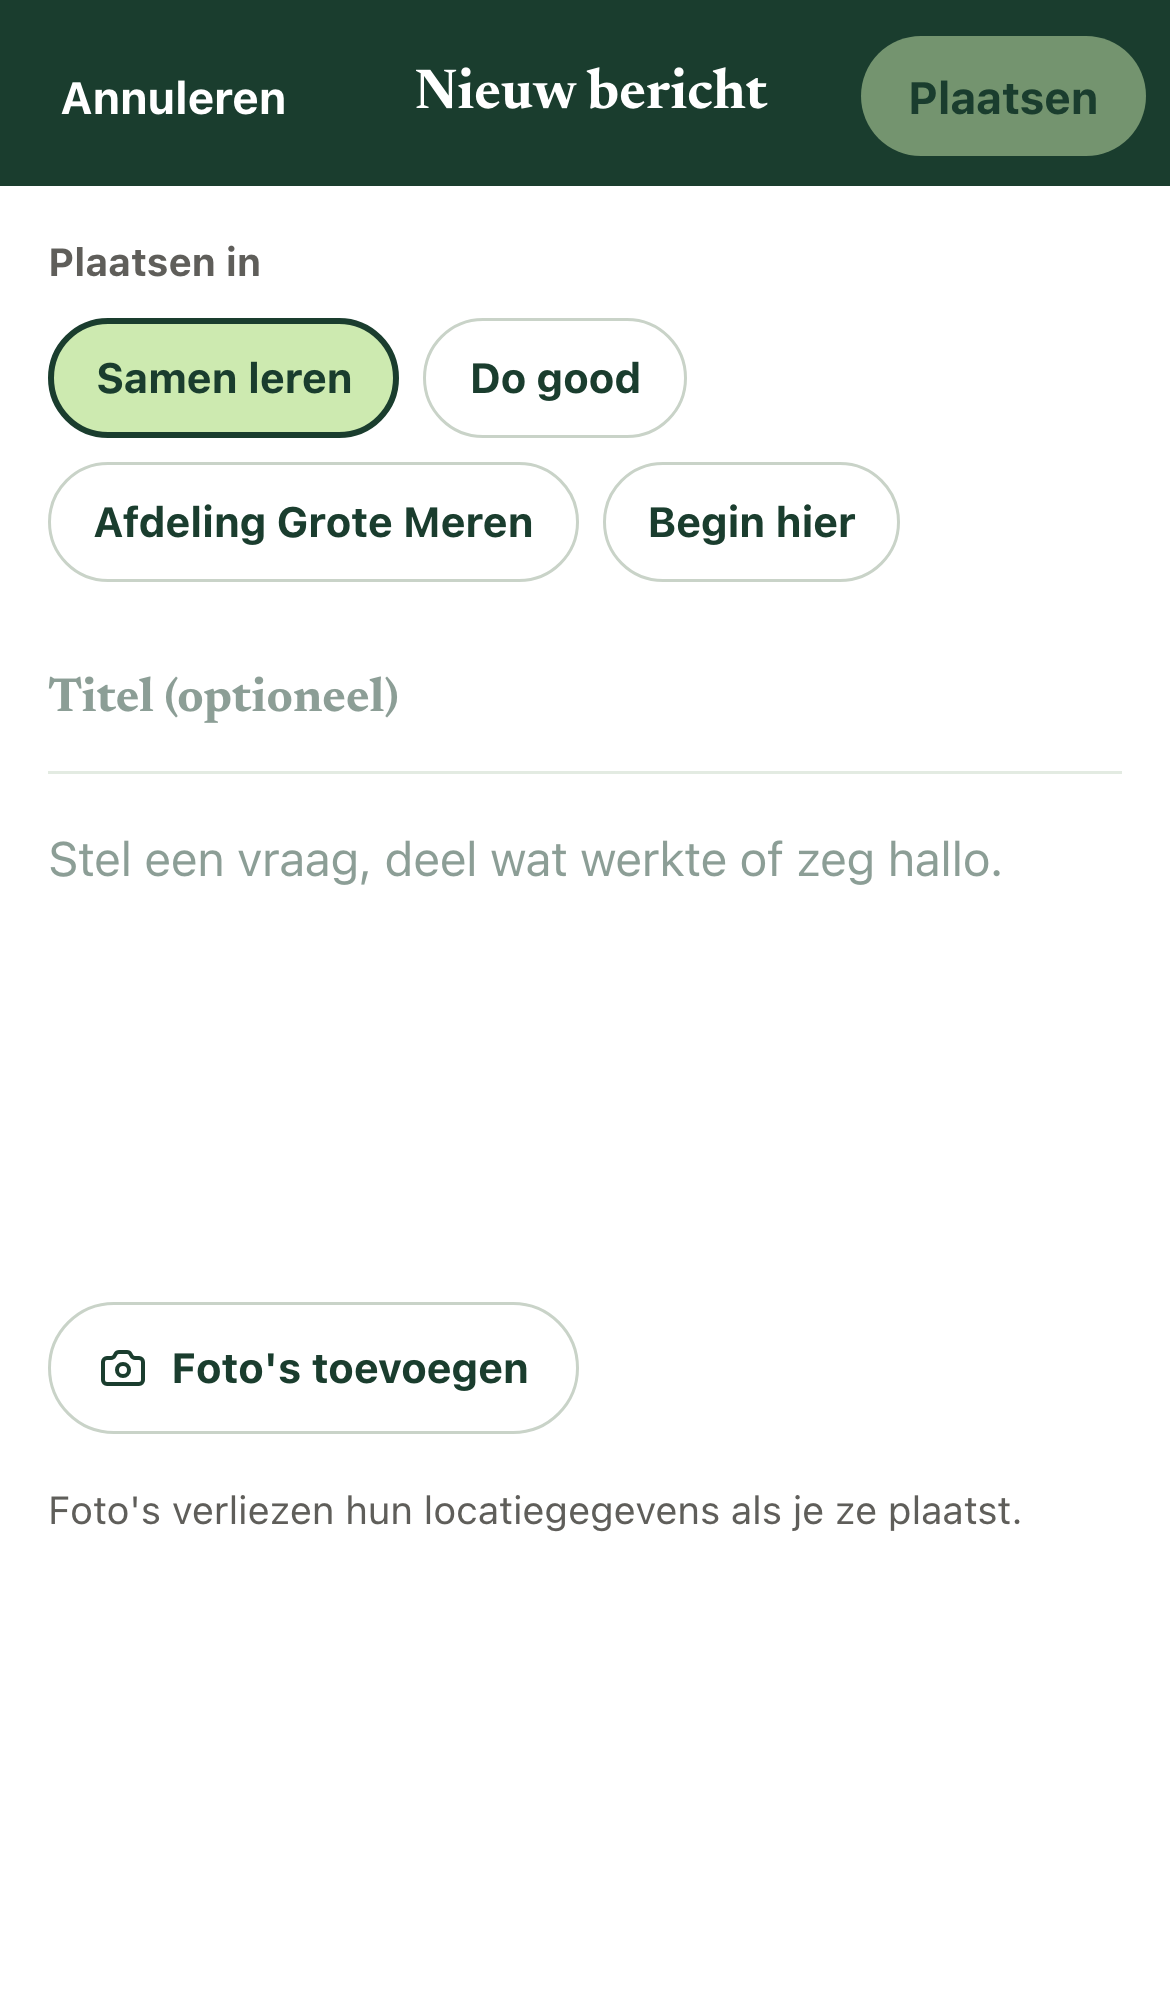 Annuleren
Nieuw bericht
Plaatsen
Plaatsen in
Samen leren
Do good
Afdeling Grote Meren
Begin hier
Titel (optioneel)
Stel een vraag, deel wat werkte of zeg hallo.
Foto's toevoegen
Foto's verliezen hun locatiegegevens als je ze plaatst.